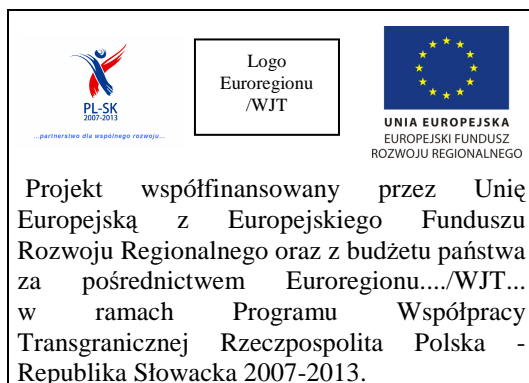 PL-SK
2007-2013
...partnerstwo dla wspólnego rozwoju...
Logo
Euroregionu
/WJT
UNIA EUROPEJSKA
EUROPEJSKI FUNDUSZ
ROZWOJU REGIONALNEGO
Projekt współfinansowany przez Unię
Europejską z Europejskiego Funduszu
Rozwoju Regionalnego oraz z budżetu państwa
za pośrednictwem Euroregionu..../WJT...
w ramach Programu Współpracy
Transgranicznej Rzeczpospolita Polska -
Republika Słowacka 2007-2013.